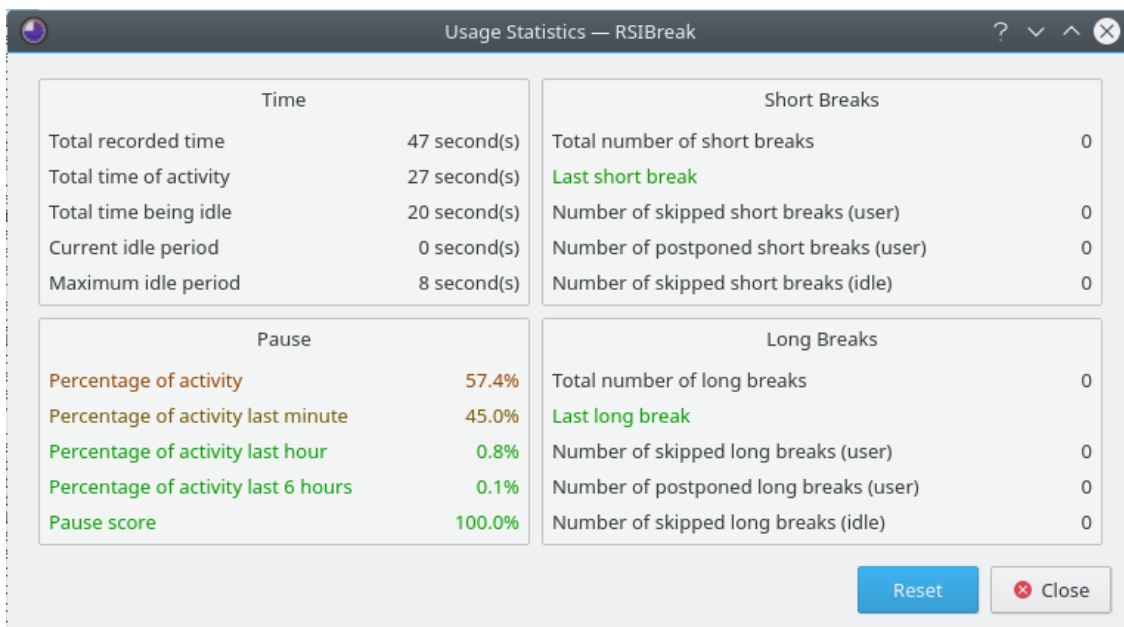 Usage Statistics — RSIBreak
Time
Total recorded time 47 second(s)
Total time of activity 27 second(s)
Total time being idle 20 second(s)
Current idle period 0 second(s)
Maximum idle period 8 second(s)
Short Breaks
Total number of short breaks 0
Last short break
Number of skipped short breaks (user) 0
Number of postponed short breaks (user) 0
Number of skipped short breaks (idle) 0
Pause
Percentage of activity 57.4%
Percentage of activity last minute 45.0%
Percentage of activity last hour 0.8%
Percentage of activity last 6 hours 0.1%
Pause score 100.0%
Long Breaks
Total number of long breaks 0
Last long break
Number of skipped long breaks (user) 0
Number of postponed long breaks (user) 0
Number of skipped long breaks (idle) 0
Reset
Close